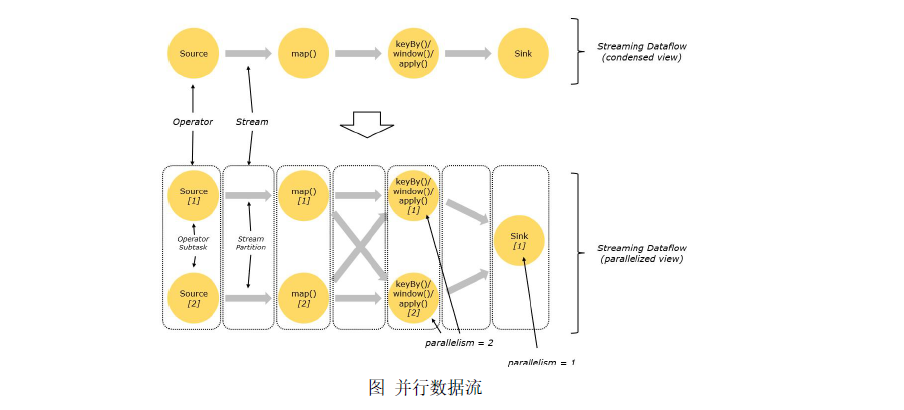 Source
map()
keyBy()/
window()/
apply()
Sink
Streaming Dataflow
(condensed view)
Operator
Stream
Source
[1]
map()
[1]
keyBy()/
window()/
apply()
[1]
Operator
Subtask
Stream
Partition
Sink
[1]
Streaming Dataflow
(parallelized view)
Source
[2]
map()
[2]
keyBy()/
window()/
apply()
[2]
parallelism = 2
parallelism = 1
图 并行数据流